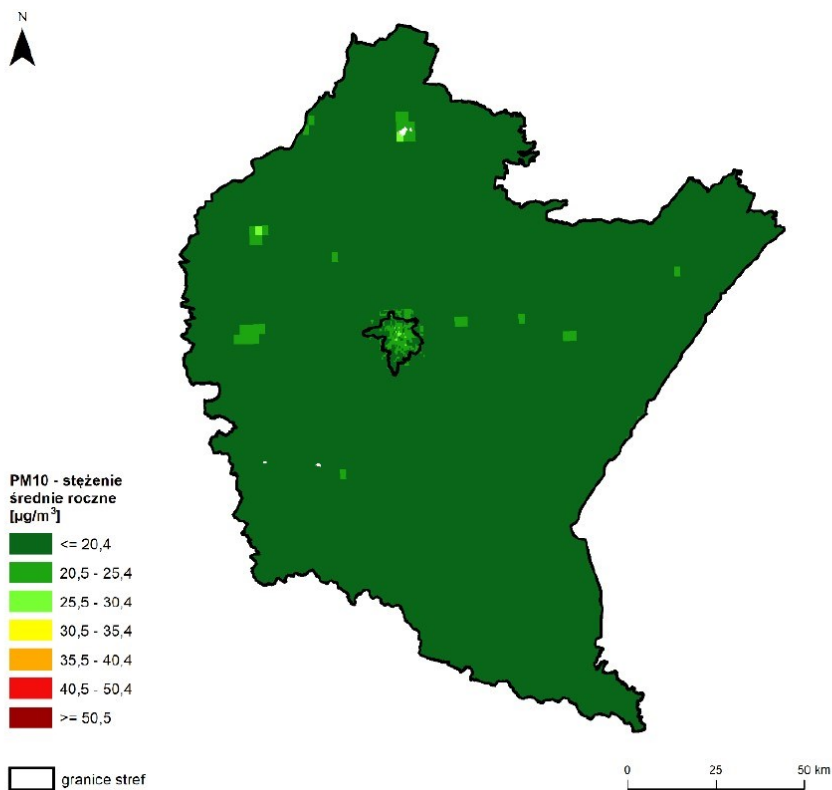 N
PM10 - stężenie
średnie roczne
[µg/m³]
<= 20,4
20,5 - 25,4
25,5 - 30,4
30,5 - 35,4
35,5 - 40,4
40,5 - 50,4
>= 50,5
granice stref
0 25 50 km